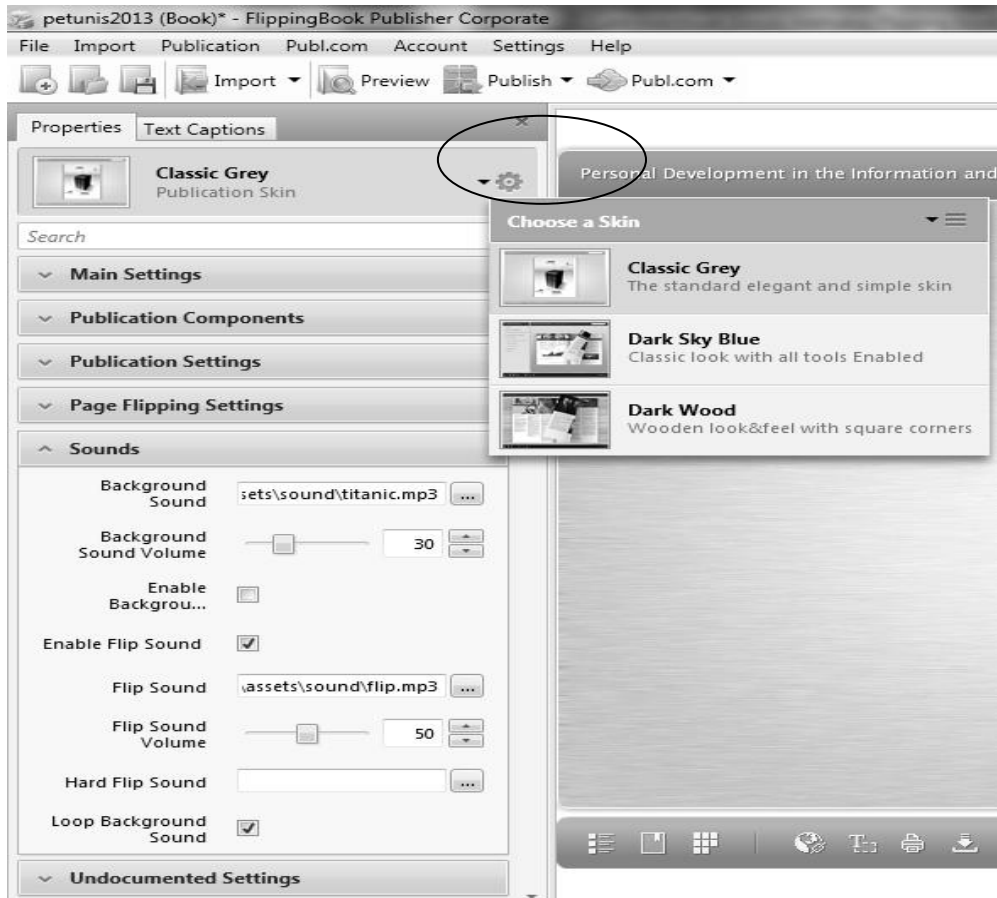 petunis2013 (Book)* - FlippingBook Publisher Corporate
File Import Publication Publ.com Account Settings Help
Import Preview Publish Publ.com
Properties Text Captions
Classic Grey
Publication Skin
Search
Main Settings
Publication Components
Publication Settings
Page Flipping Settings
Sounds
Background
Sound
sets\sound\titanic.mp3 ...
Background
Sound Volume
30
Enable
Backgrou...
Enable Flip Sound
Flip Sound
\assets\sound\flip.mp3 ...
Flip Sound
Volume
50
Hard Flip Sound ...
Loop Background
Sound
Undocumented Settings
Personal Development in the Information and
Choose a Skin
Classic Grey
The standard elegant and simple skin
Dark Sky Blue
Classic look with all tools Enabled
Dark Wood
Wooden look&feel with square corners